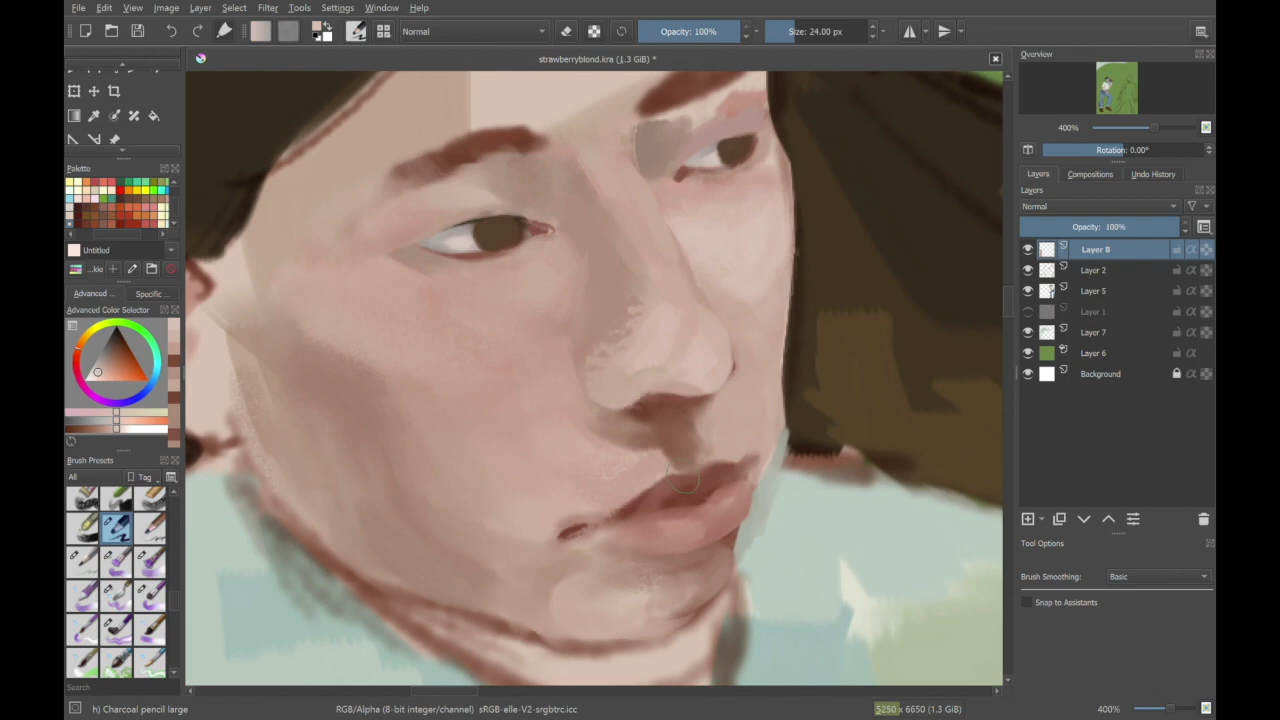 File Edit View Image Layer Select Filter Tools Settings Window Help
Normal
Opacity: 100%
Size: 24.00 px
strawberryblond.kra (1.3 GiB) *
Overview
400%
Rotation: 0.00°
Layers Compositions Undo History
Layers
Normal
Opacity: 100%
Layer 8
Layer 2
Layer 5
Layer 1
Layer 7
Layer 6
Background
Tool Options
Brush Smoothing: Basic
Snap to Assistants
Palette
Untitled
...kie
Advanced ... Specific ...
Advanced Color Selector
Brush Presets
All
Tag
Search
h) Charcoal pencil large
RGB/Alpha (8-bit integer/channel) sRGB-elle-V2-srgbtrc.icc
5250 x 6650 (1.3 GiB)
400%